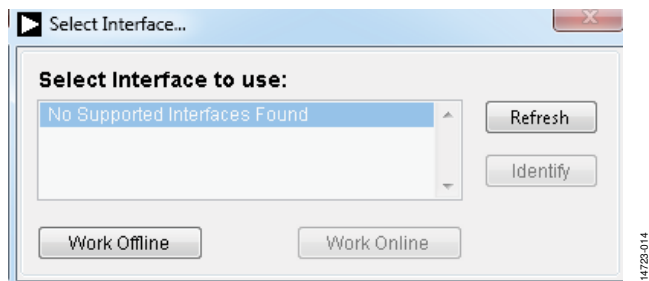 Select Interface...
Select Interface to use:
No Supported Interfaces Found
Refresh
Identify
Work Offline
Work Online
14723-014